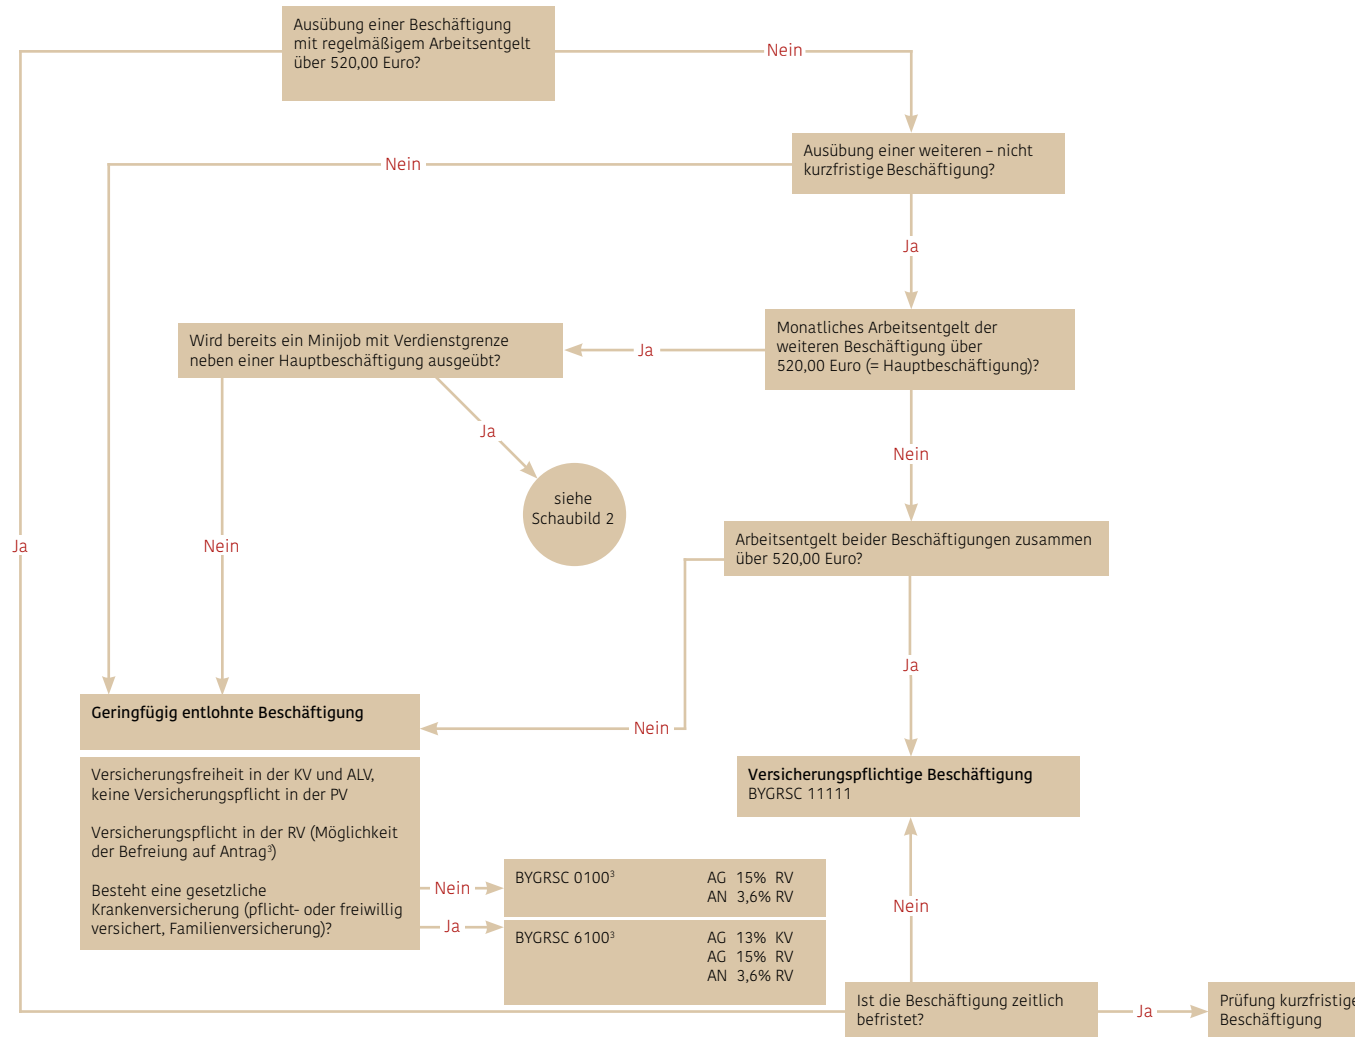 Ausübung einer Beschäftigung
mit regelmäßigem Arbeitsentgelt
über 520,00 Euro?
Nein
Ausübung einer weiteren – nicht
kurzfristige Beschäftigung?
Nein
Ja
Monatliches Arbeitsentgelt der
weiteren Beschäftigung über
520,00 Euro (= Hauptbeschäftigung)?
Ja
Wird bereits ein Minijob mit Verdienstgrenze
neben einer Hauptbeschäftigung ausgeübt?
Ja
siehe
Schaubild 2
Nein
Nein
Ja
Arbeitsentgelt beider Beschäftigungen zusammen
über 520,00 Euro?
Ja
Nein
Geringfügig entlohnte Beschäftigung
Versicherungsfreiheit in der KV und ALV,
keine Versicherungspflicht in der PV
Versicherungspflicht in der RV (Möglichkeit
der Befreiung auf Antrag³)
Besteht eine gesetzliche
Krankenversicherung (pflicht- oder freiwillig
versichert, Familienversicherung)?
Versicherungspflichtige Beschäftigung
BYGRSC 11111
Nein
BYGRSC 0100³ AG 15% RV
AN 3,6% RV
Ja
BYGRSC 6100³ AG 13% KV
AG 15% RV
AN 3,6% RV
Nein
Ist die Beschäftigung zeitlich
befristet?
Ja
Prüfung kurzfristige
Beschäftigung